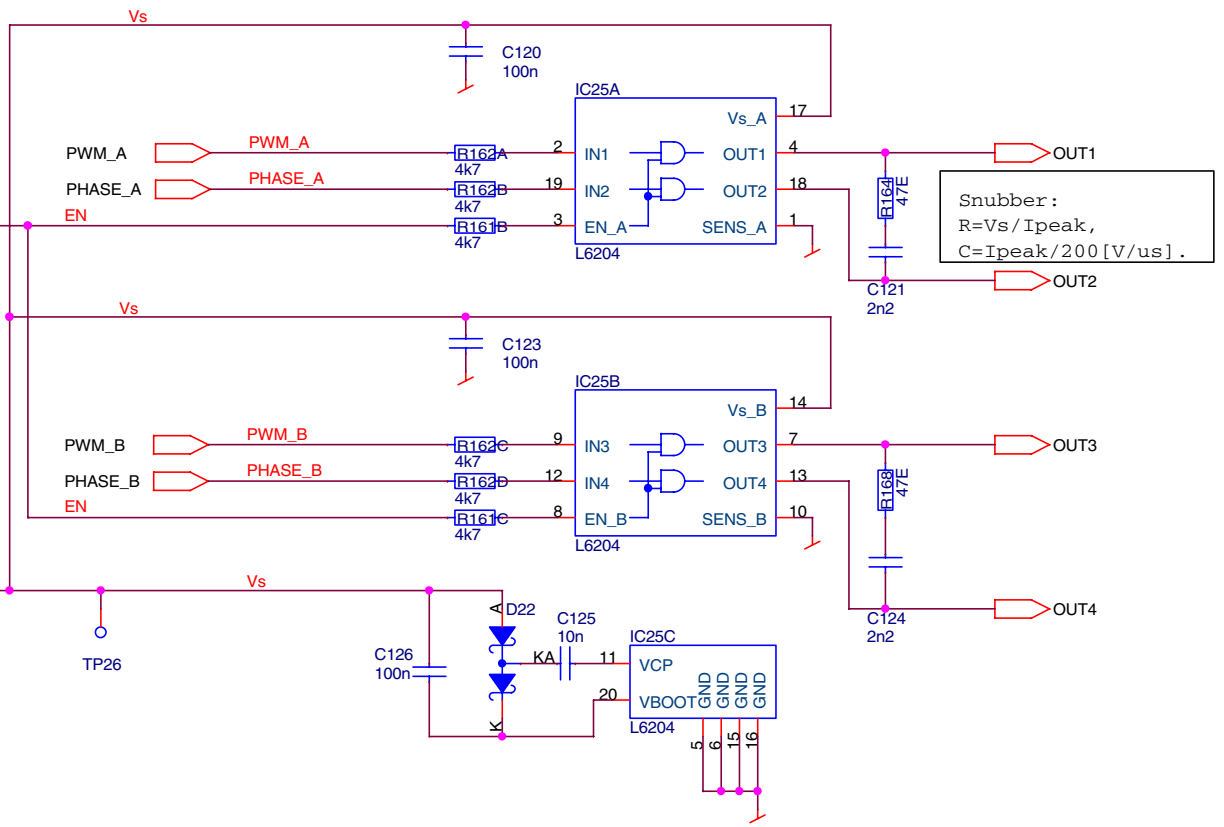 Vs
C120
100n
IC25A
17
Vs_A
PWM_A
PWM_A
R162A
4k7
2
IN1
OUT1
4
OUT1
PHASE_A
PHASE_A
R162B
4k7
19
IN2
OUT2
18
R164
47E
Snubber:
R=Vs/Ipeak,
C=Ipeak/200[V/us].
EN
R161B
4k7
3
EN_A
SENS_A
1
L6204
C121
2n2
OUT2
Vs
C123
100n
IC25B
14
Vs_B
PWM_B
PWM_B
R162C
4k7
9
IN3
OUT3
7
OUT3
PHASE_B
PHASE_B
R162D
4k7
12
IN4
OUT4
13
R168
47E
EN
R161C
4k7
8
EN_B
SENS_B
10
L6204
Vs
A
D22
C125
10n
C124
2n2
OUT4
TP26
C126
100n
KA
11
IC25C
VCP
20
VBOOT
GND
GND
GND
GND
K
L6204
5
6
15
16